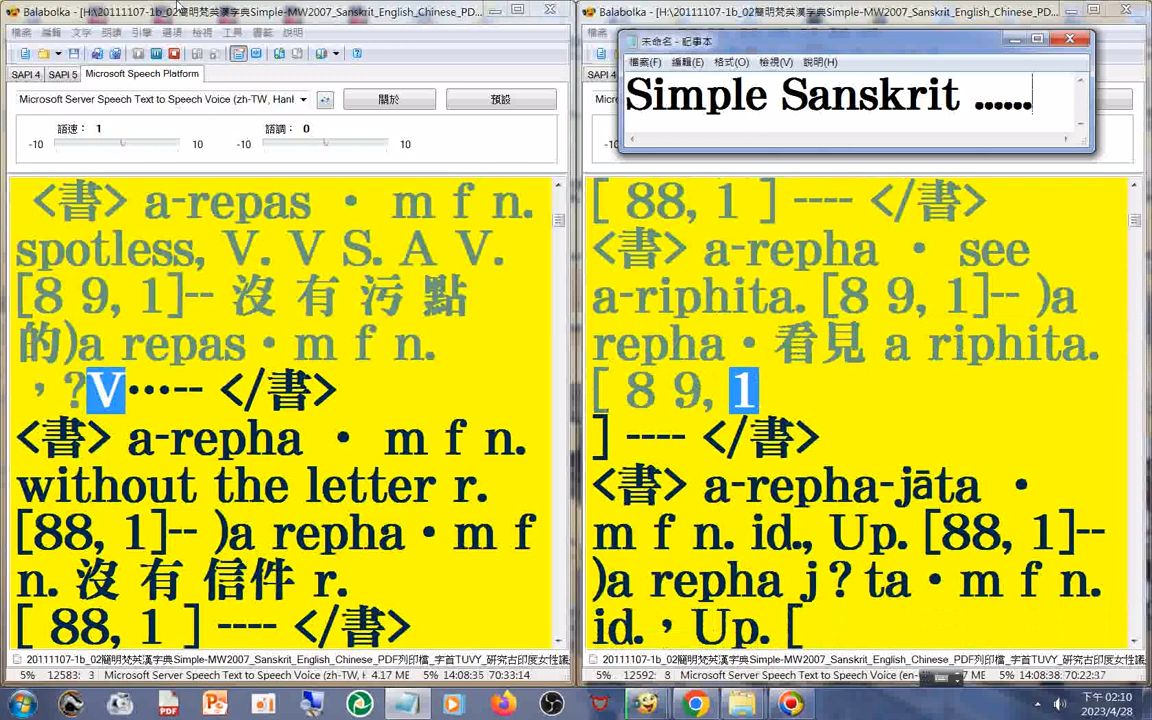 Balabolka - [H:\20111107-1b_02簡明梵英漢字典Simple-MW2007_Sanskrit_English_Chinese_PD...
檔案 編輯 文字 朗讀 引擎 選項 檢視 工具 書籤 說明
SAPI 4 SAPI 5 Microsoft Speech Platform
Microsoft Server Speech Text to Speech Voice (zh-TW, Han
關於
預設
語速： 1
語調： 0
-10 10 -10 10
<書> a-repas • m f n.
spotless, V. V S. A V.
[8 9, 1]-- 沒 有 污 點
的)a repas • m f n.
，?V…-- </書>
<書> a-repha • m f n.
without the letter r.
[88, 1]-- )a repha • m f
n. 沒 有 信件 r.
[ 88, 1 ] ---- </書>
20111107-1b_02簡明梵英漢字典Simple-MW2007_Sanskrit_English_Chinese_PDF列印檔_字首TUVY_研究古印度女性議
5% 12583: 3 Microsoft Server Speech Text to Speech Voice (zh-TW, H 4.17 ME 5% 14:08:35 70:33:14
Balabolka - [H:\20111107-1b_02簡明梵英漢字典Simple-MW2007_Sanskrit_English_Chinese_PD...
檔案
SAPI 4
Micr
-10
未命名 - 記事本
檔案(F) 編輯(E) 格式(O) 檢視(V) 說明(H)
Simple Sanskrit ......
[ 88, 1 ] ---- </書>
<書> a-repha • see
a-riphita. [8 9, 1]-- )a
repha • 看見 a riphita.
[ 8 9, 1
] ---- </書>
<書> a-repha-jāta •
m f n. id., Up. [88, 1]--
)a repha j ? ta • m f n.
id.，Up. [
20111107-1b_02簡明梵英漢字典Simple-MW2007_Sanskrit_English_Chinese_PDF列印檔_字首TUVY_研究古印度女性議
5% 12592: 8 Microsoft Server Speech Text to Speech Voice (en- 5% 14:08:38 70:22:37
下午 02:10
2023/4/28